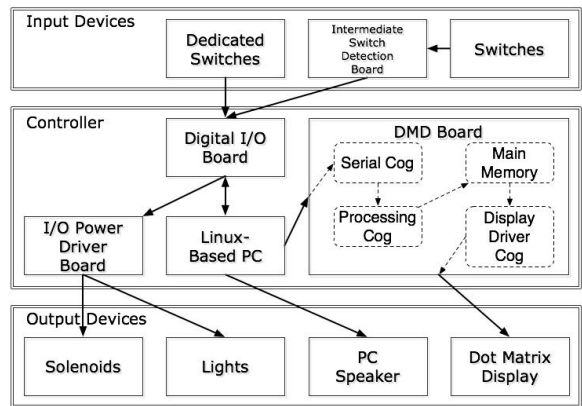 Input Devices
Dedicated
Switches
Intermediate
Switch
Detection
Board
Switches
Controller
Digital I/O
Board
DMD Board
Serial Cog
Main
Memory
Processing
Cog
Display
Driver
Cog
I/O Power
Driver
Board
Linux-
Based PC
Output Devices
Solenoids
Lights
PC
Speaker
Dot Matrix
Display